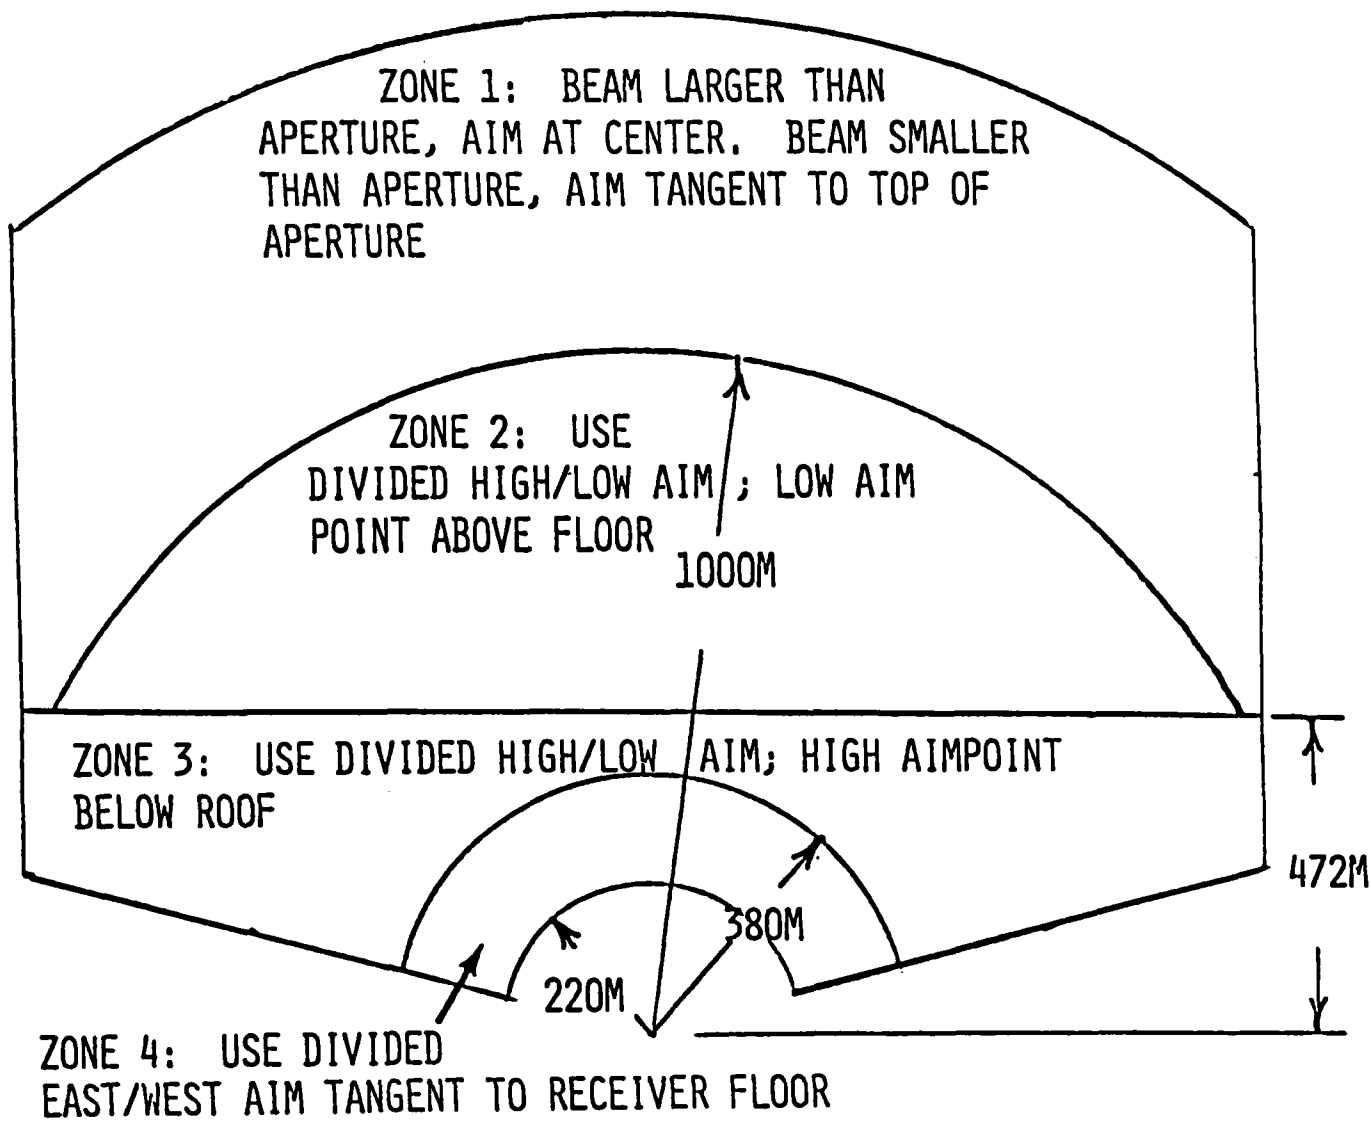 ZONE 1: BEAM LARGER THAN
APERTURE, AIM AT CENTER. BEAM SMALLER
THAN APERTURE, AIM TANGENT TO TOP OF
APERTURE
ZONE 2: USE
DIVIDED HIGH/LOW AIM ; LOW AIM
POINT ABOVE FLOOR
1000M
ZONE 3: USE DIVIDED HIGH/LOW AIM; HIGH AIMPOINT
BELOW ROOF
472M
380M
220M
ZONE 4: USE DIVIDED
EAST/WEST AIM TANGENT TO RECEIVER FLOOR